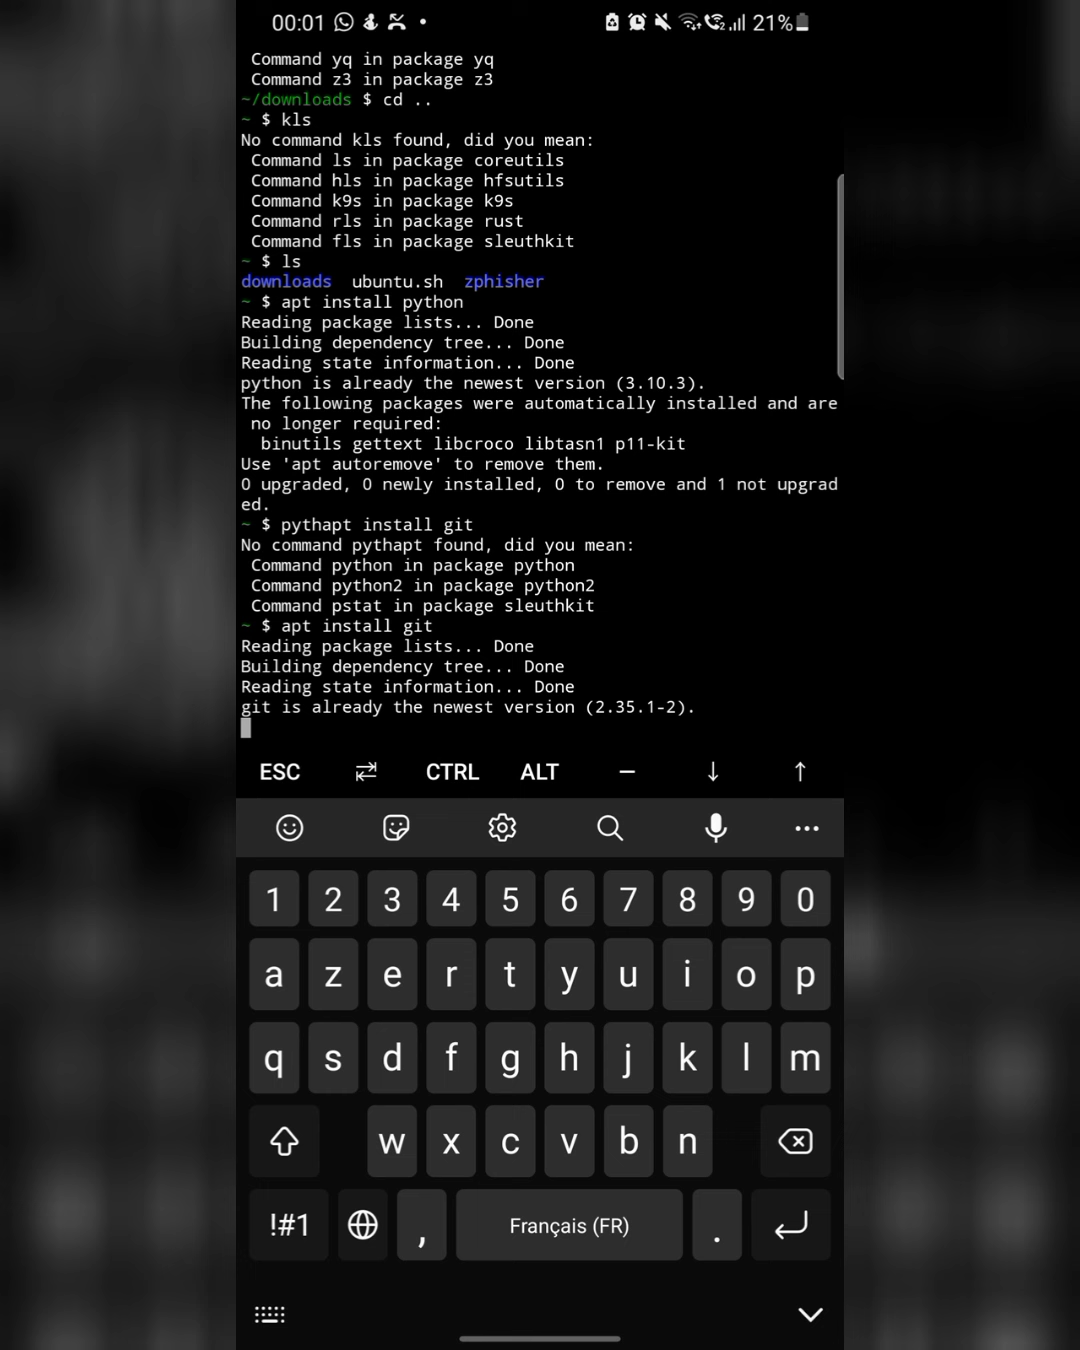 00:01 21%
Command yq in package yq
Command z3 in package z3
~/downloads $ cd ..
~ $ kls
No command kls found, did you mean:
Command ls in package coreutils
Command hls in package hfsutils
Command k9s in package k9s
Command rls in package rust
Command fls in package sleuthkit
~ $ ls
downloads ubuntu.sh zphisher
~ $ apt install python
Reading package lists... Done
Building dependency tree... Done
Reading state information... Done
python is already the newest version (3.10.3).
The following packages were automatically installed and are
no longer required:
binutils gettext libcroco libtasn1 p11-kit
Use 'apt autoremove' to remove them.
0 upgraded, 0 newly installed, 0 to remove and 1 not upgrad
ed.
~ $ pythapt install git
No command pythapt found, did you mean:
Command python in package python
Command python2 in package python2
Command pstat in package sleuthkit
~ $ apt install git
Reading package lists... Done
Building dependency tree... Done
Reading state information... Done
git is already the newest version (2.35.1-2).
ESC ⇄ CTRL ALT — ↓ ↑
1 2 3 4 5 6 7 8 9 0
a z e r t y u i o p
q s d f g h j k l m
w x c v b n
!#1 , Français (FR) .